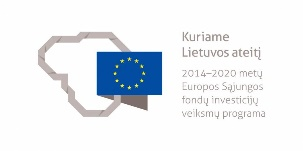 Kuriame
Lietuvos ateitį
2014–2020 metų
Europos Sąjungos
fondų investicijų
veiksmų programa